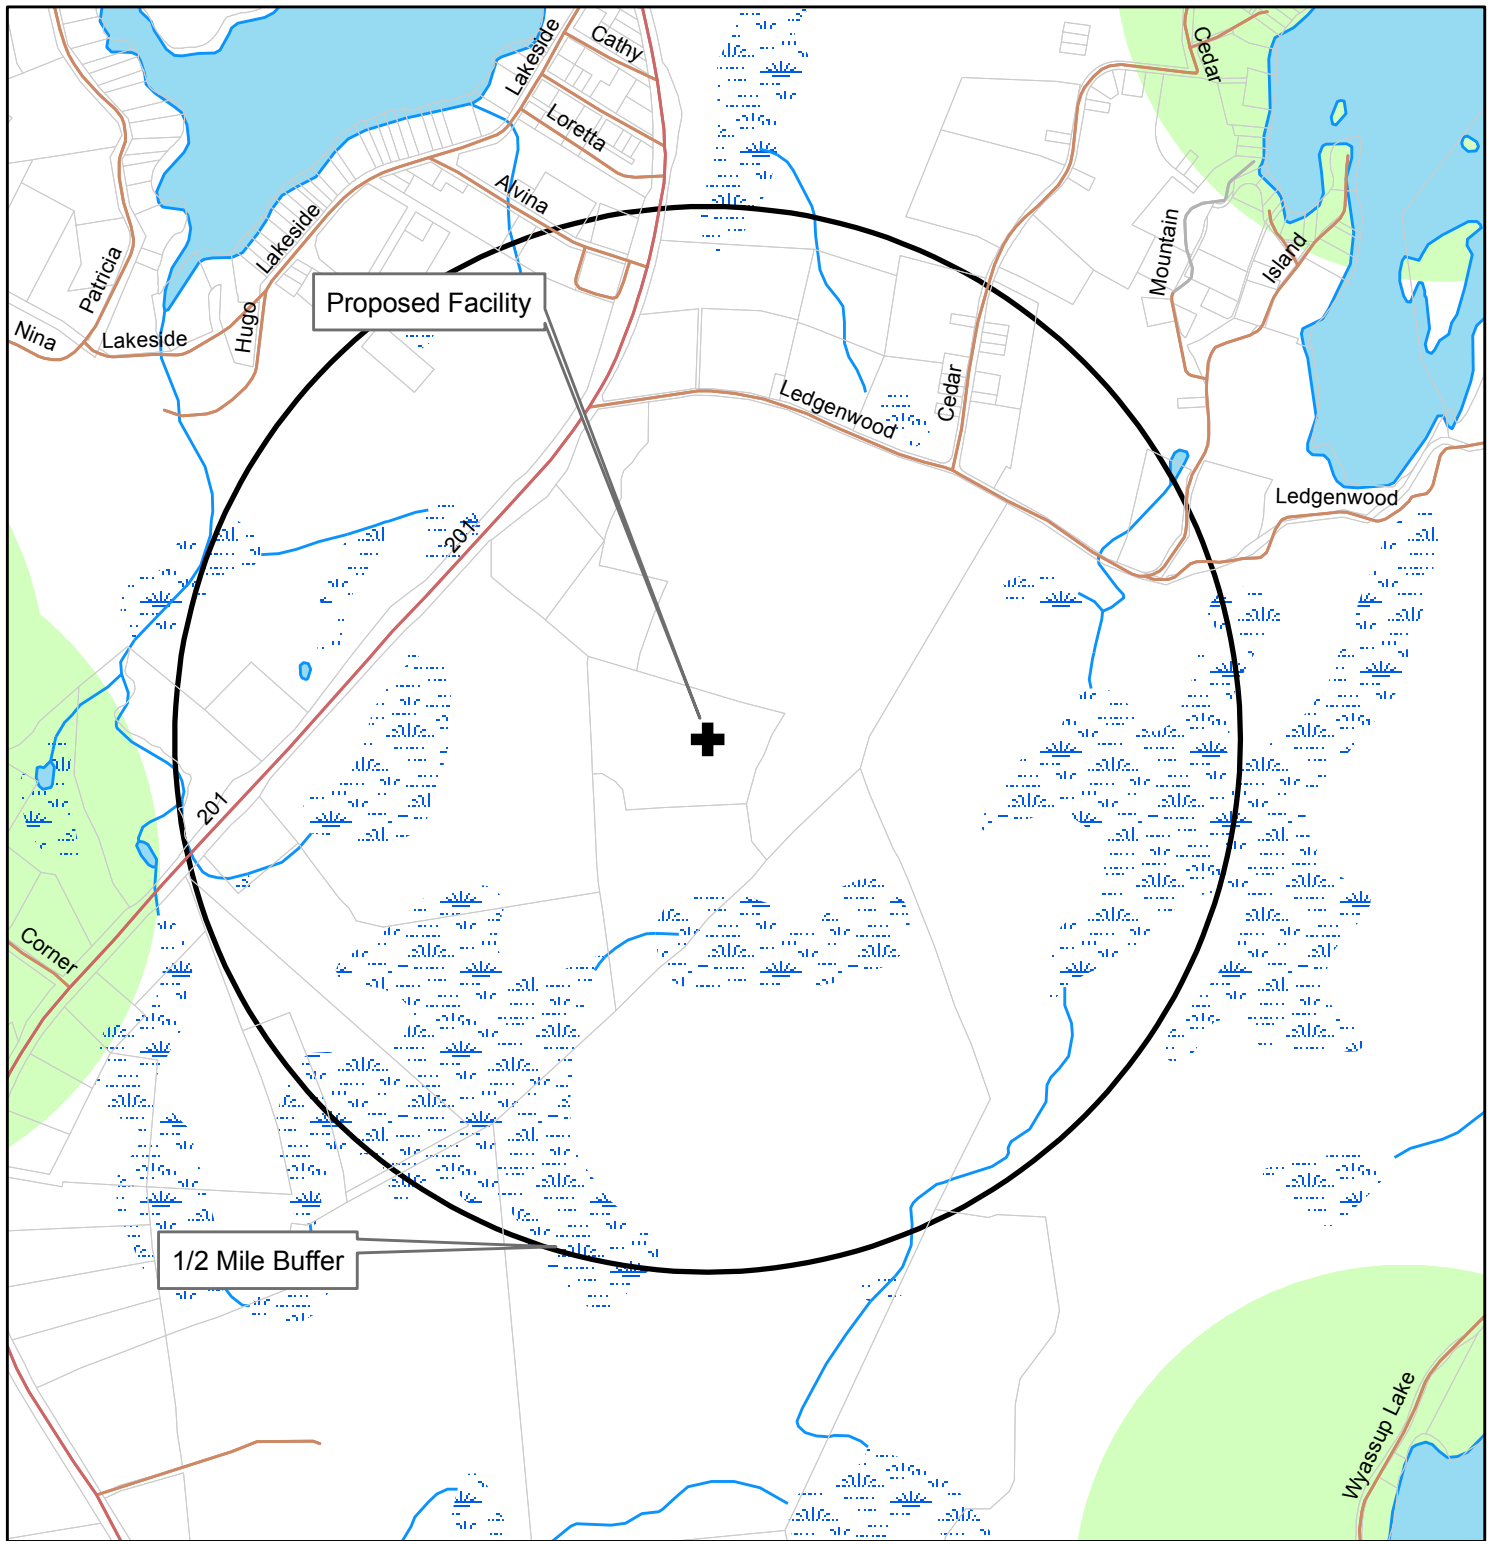 Lakeside
Cathy
Cedar
Loretta
Alvina
Lakeside
Mountain
Island
Patricia
Proposed Facility
Nina
Lakeside
Hugo
Ledgenwood
Cedar
Ledgenwood
201
201
Corner
1/2 Mile Buffer
Wyassup Lake